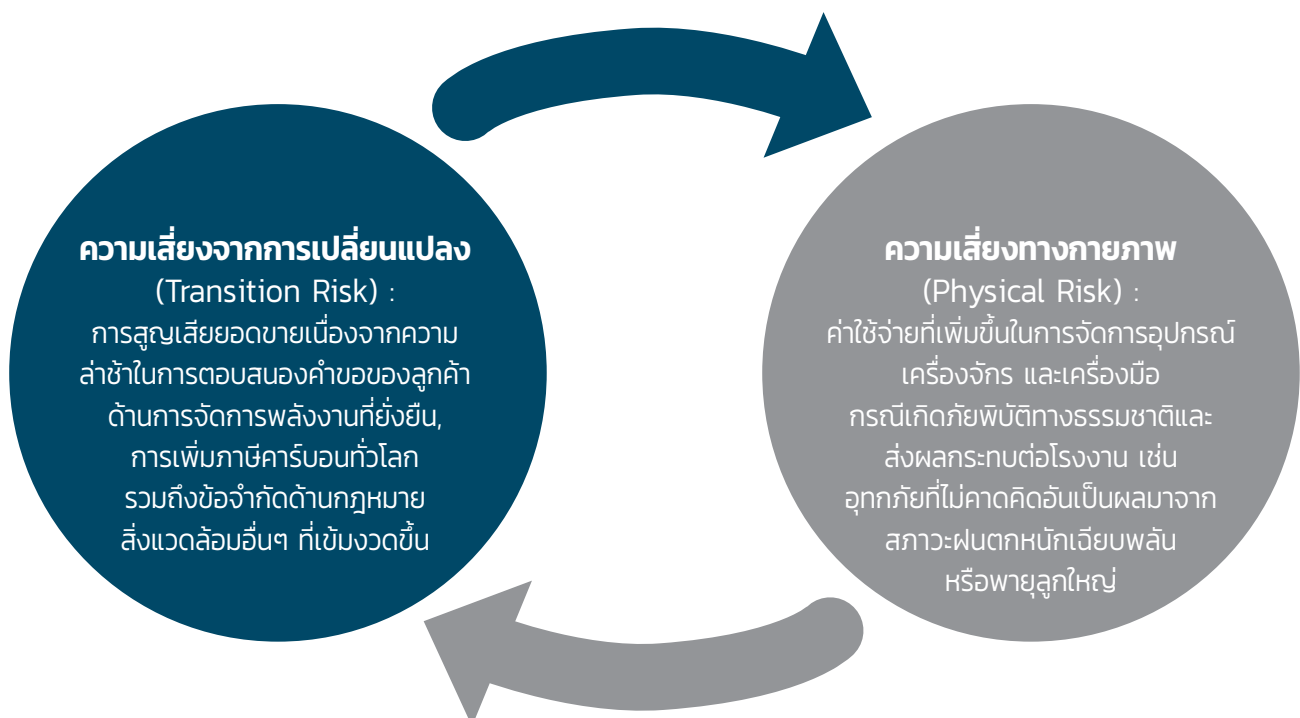 ความเสี่ยงจากการเปลี่ยนแปลง
(Transition Risk) :
การสูญเสียยอดขายเนื่องจากความ
ล่าช้าในการตอบสนองคำขอของลูกค้า
ด้านการจัดการพลังงานที่ยั่งยืน,
การเพิ่มภาษีคาร์บอนทั่วโลก
รวมถึงข้อจำกัดด้านกฎหมาย
สิ่งแวดล้อมอื่นๆ ที่เข้มงวดขึ้น
ความเสี่ยงทางกายภาพ
(Physical Risk) :
ค่าใช้จ่ายที่เพิ่มขึ้นในการจัดการอุปกรณ์
เครื่องจักร และเครื่องมือ
กรณีเกิดภัยพิบัติทางธรรมชาติและ
ส่งผลกระทบต่อโรงงาน เช่น
อุทกภัยที่ไม่คาดคิดอันเป็นผลมาจาก
สภาวะฝนตกหนักเฉียบพลัน
หรือพายุลูกใหญ่